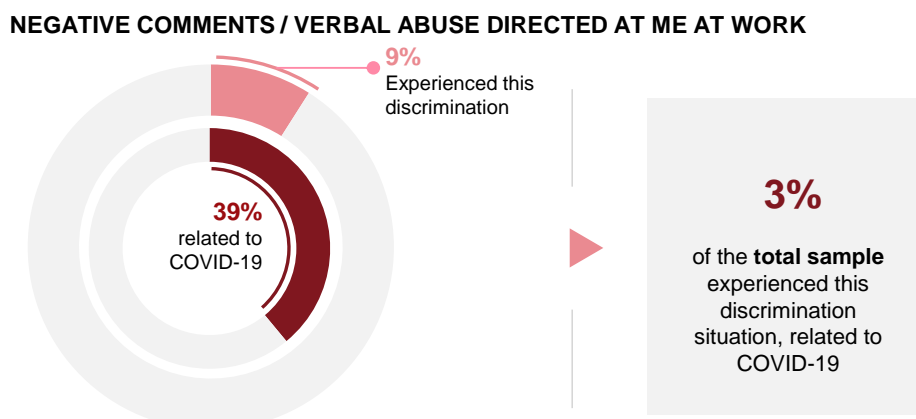 NEGATIVE COMMENTS / VERBAL ABUSE DIRECTED AT ME AT WORK
9%
Experienced this
discrimination
39%
related to
COVID-19
3%
of the total sample
experienced this
discrimination
situation, related to
COVID-19